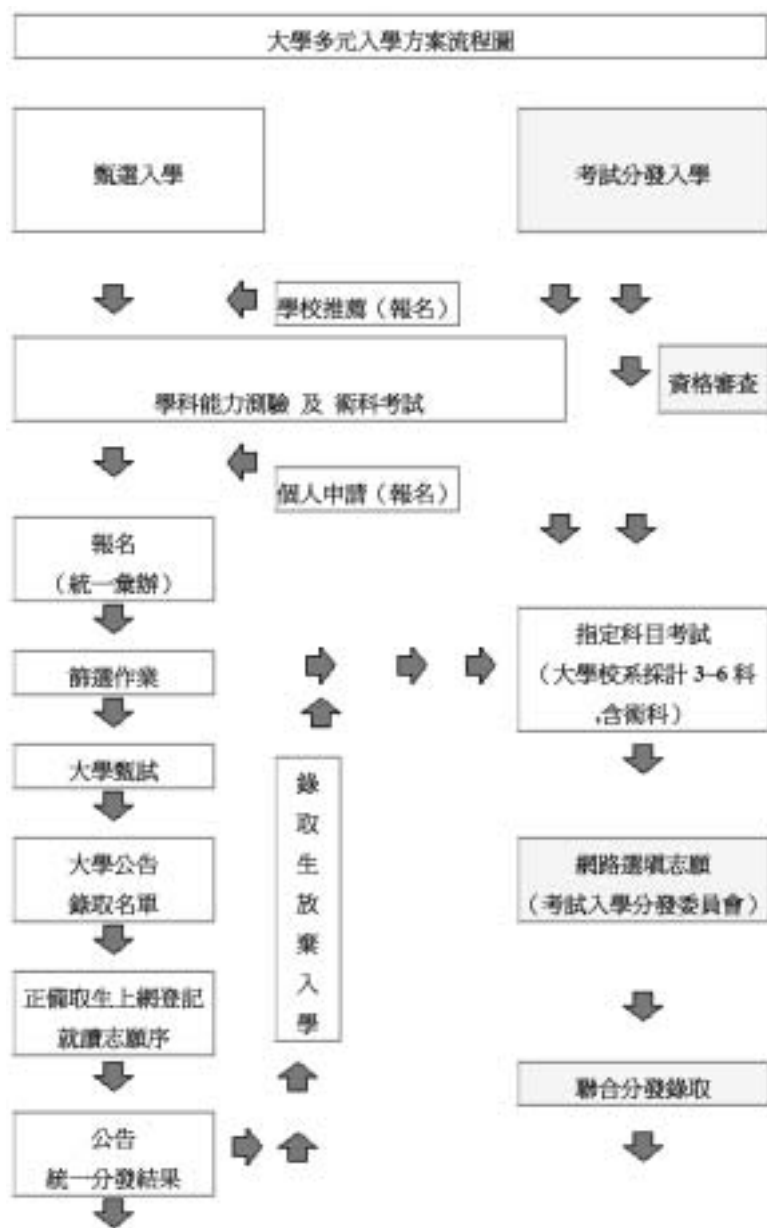 大學多元入學方案流程圖
甄選入學
考試分發入學
學校推薦（報名）
學科能力測驗 及 術科考試
資格審查
個人申請（報名）
報名
（統一彙辦）
篩選作業
大學甄試
大學公告
錄取名單
正備取生上網登記
就讀志願序
公告
統一分發結果
錄
取
生
放
棄
入
學
指定科目考試
（大學校系採計 3-6 科
,含術科）
網路選填志願
（考試入學分發委員會）
聯合分發錄取